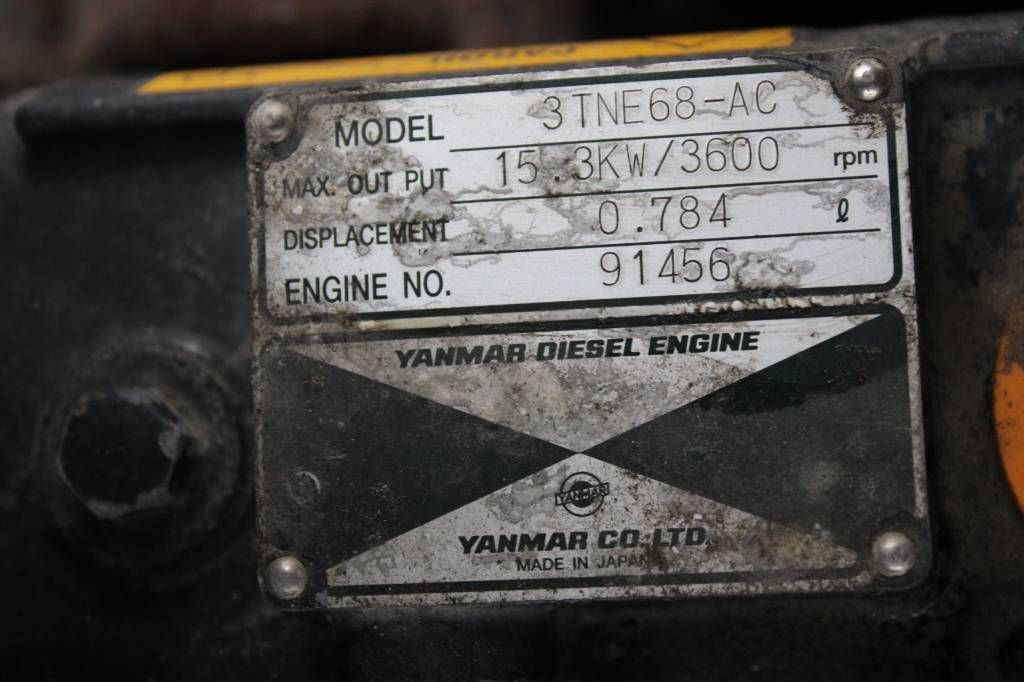 MODEL 3TNE68-AC
MAX. OUT PUT 15.3KW/3600 rpm
DISPLACEMENT 0.784 ℓ
ENGINE NO. 91456
YANMAR DIESEL ENGINE
YANMAR
YANMAR CO.,LTD.
MADE IN JAPAN